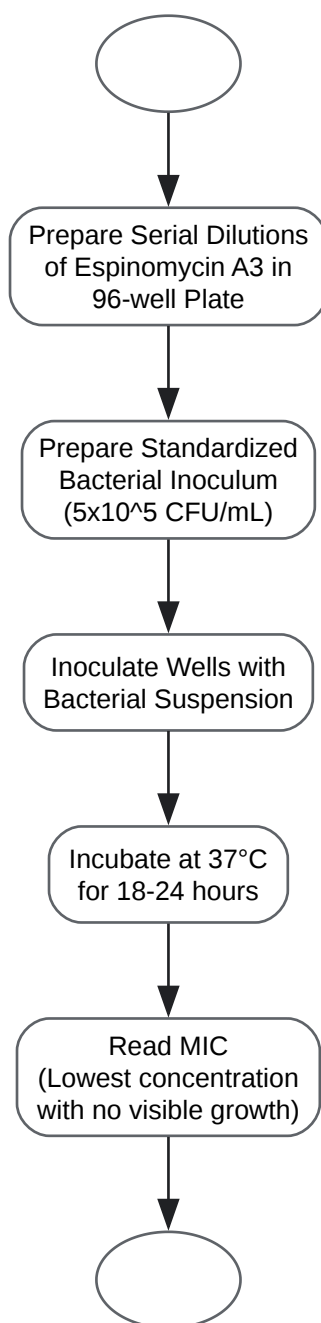 Prepare Serial Dilutions
of Espinomycin A3 in
96-well Plate
Prepare Standardized
Bacterial Inoculum
(5x10^5 CFU/mL)
Inoculate Wells with
Bacterial Suspension
Incubate at 37°C
for 18-24 hours
Read MIC
(Lowest concentration
with no visible growth)